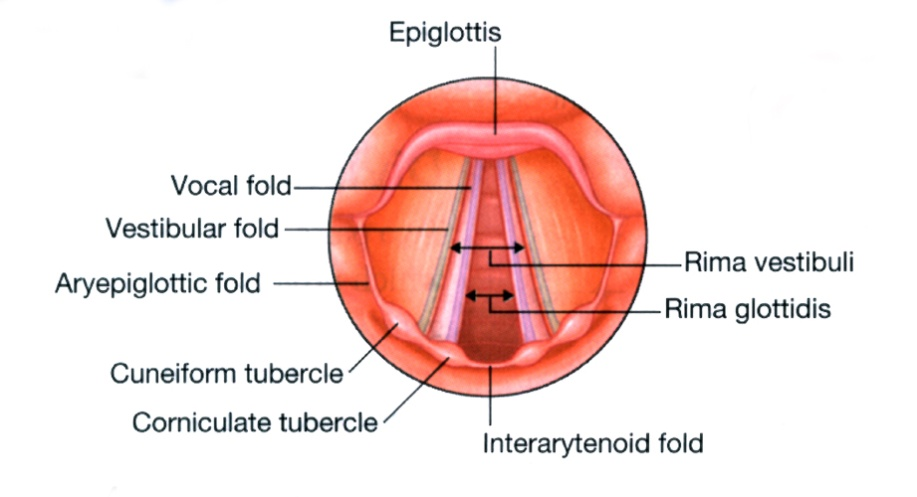 Epiglottis
Vocal fold
Vestibular fold
Rima vestibuli
Aryepiglottic fold
Rima glottidis
Cuneiform tubercle
Corniculate tubercle
Interarytenoid fold